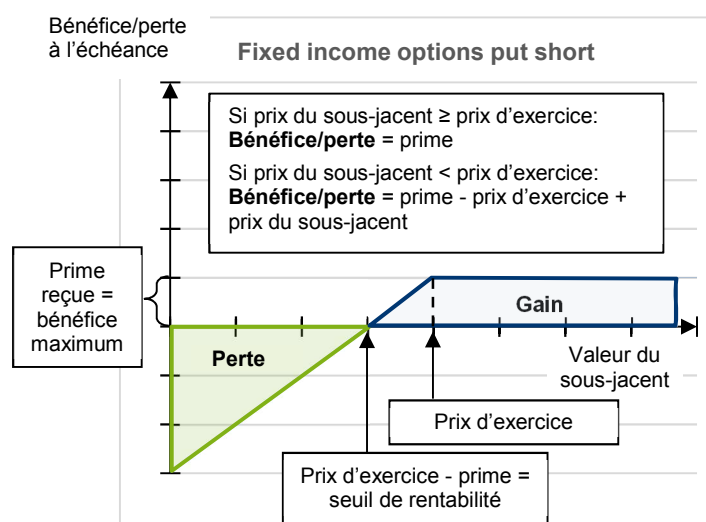 Bénéfice/perte
à l'échéance
Fixed income options put short
Si prix du sous-jacent ≥ prix d'exercice:
Bénéfice/perte = prime
Si prix du sous-jacent < prix d'exercice:
Bénéfice/perte = prime - prix d'exercice +
prix du sous-jacent
Prime
reçue =
bénéfice
maximum
Gain
Perte
Valeur du
sous-jacent
Prix d'exercice
Prix d'exercice - prime =
seuil de rentabilité